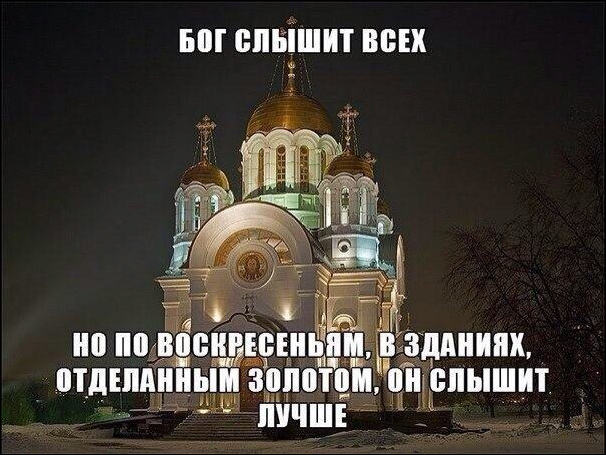 БОГ СЛЫШИТ ВСЕХ
НО ПО ВОСКРЕСЕНЬЯМ, В ЗДАНИЯХ,
ОТДЕЛАННЫМ ЗОЛОТОМ, ОН СЛЫШИТ
ЛУЧШЕ